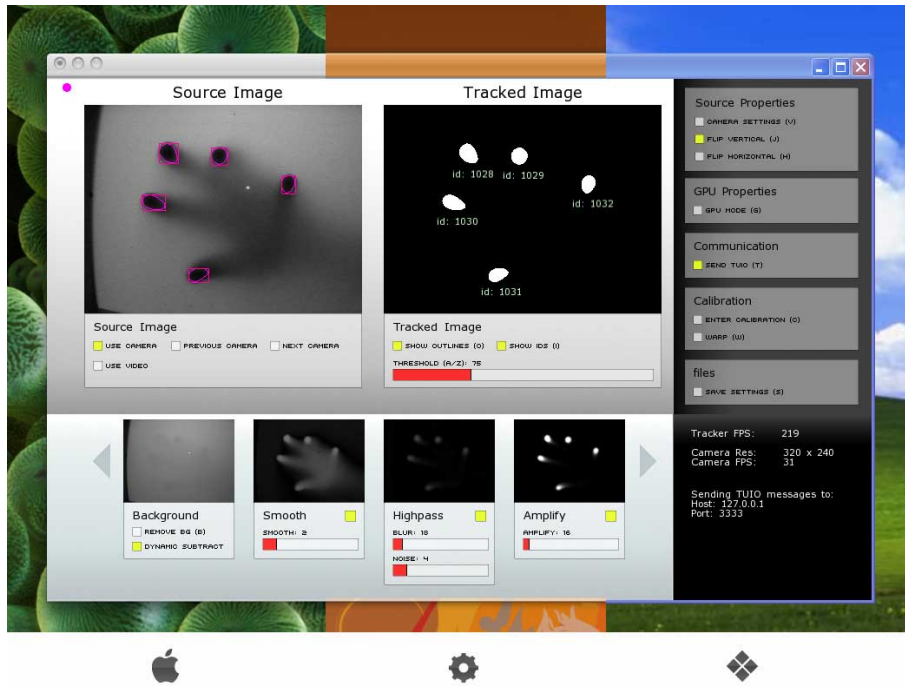 Source Image
Tracked Image
id: 1028
id: 1029
id: 1032
id: 1030
id: 1031
Source Image
USE CAMERA
PREVIOUS CAMERA
NEXT CAMERA
USE VIDEO
Tracked Image
SHOW OUTLINES (O)
SHOW IDS (I)
THRESHOLD (A/Z): 75
Source Properties
CAMERA SETTINGS (V)
FLIP VERTICAL (J)
FLIP HORIZONTAL (H)
GPU Properties
GPU MODE (G)
Communication
SEND TUIO (T)
Calibration
ENTER CALIBRATION (C)
WARP (W)
files
SAVE SETTINGS (S)
Background
REMOVE BG (B)
DYNAMIC SUBTRACT
Smooth
SMOOTH: 2
Highpass
BLUR: 18
NOISE: 4
Amplify
AMPLIFY: 16
Tracker FPS: 219
Camera Res: 320 x 240
Camera FPS: 31
Sending TUIO messages to:
Host: 127.0.0.1
Port: 3333